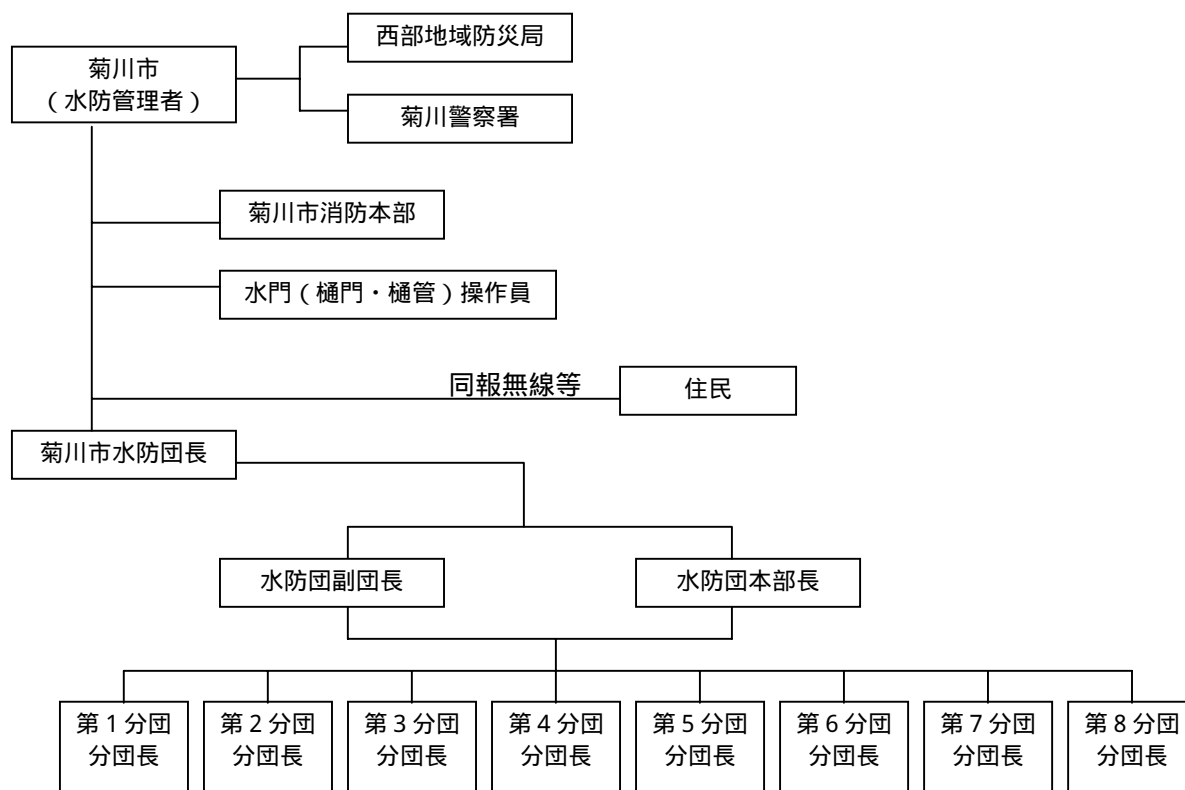 西部地域防災局
菊川市
（水防管理者）
菊川警察署
菊川市消防本部
水門（樋門・樋管）操作員
同報無線等
住民
菊川市水防団長
水防団副団長
水防団本部長
第１分団
分団長
第２分団
分団長
第３分団
分団長
第４分団
分団長
第５分団
分団長
第６分団
分団長
第７分団
分団長
第８分団
分団長